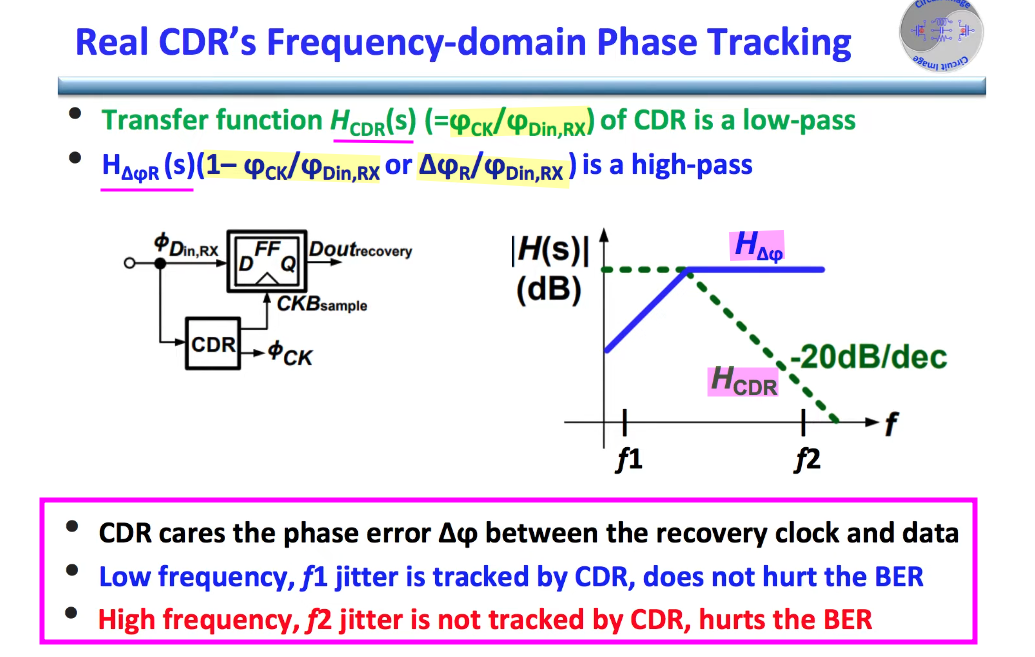 Real CDR's Frequency-domain Phase Tracking
Circuit Image
Circuit Image
• Transfer function HCDR(s) (=φCK/φDin,RX) of CDR is a low-pass
• HΔφR (s)(1– φCK/φDin,RX or ΔφR/φDin,RX ) is a high-pass
ϕDin,RX
FF
D Q
Doutrecovery
CKBsample
CDR
ϕCK
|H(s)|
(dB)
HΔφ
-20dB/dec
HCDR
f
f1
f2
• CDR cares the phase error Δφ between the recovery clock and data
• Low frequency, f1 jitter is tracked by CDR, does not hurt the BER
• High frequency, f2 jitter is not tracked by CDR, hurts the BER